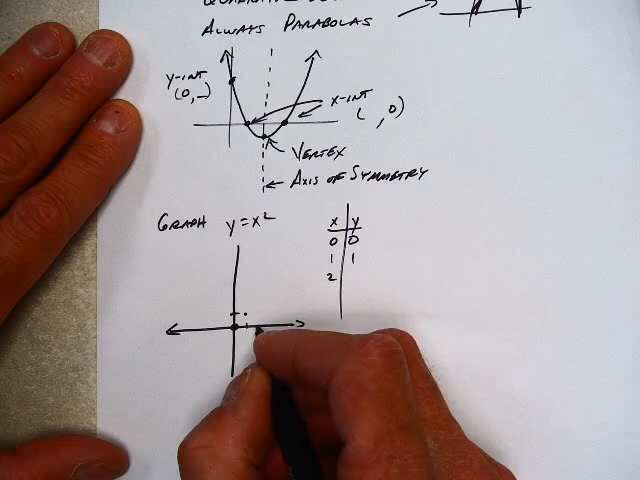 ALWAYS PARABOLAS
Y-INT
(0, _)
X-INT
( , 0)
VERTEX
AXIS OF SYMMETRY
GRAPH y = x²
x y
0 0
1 1
2